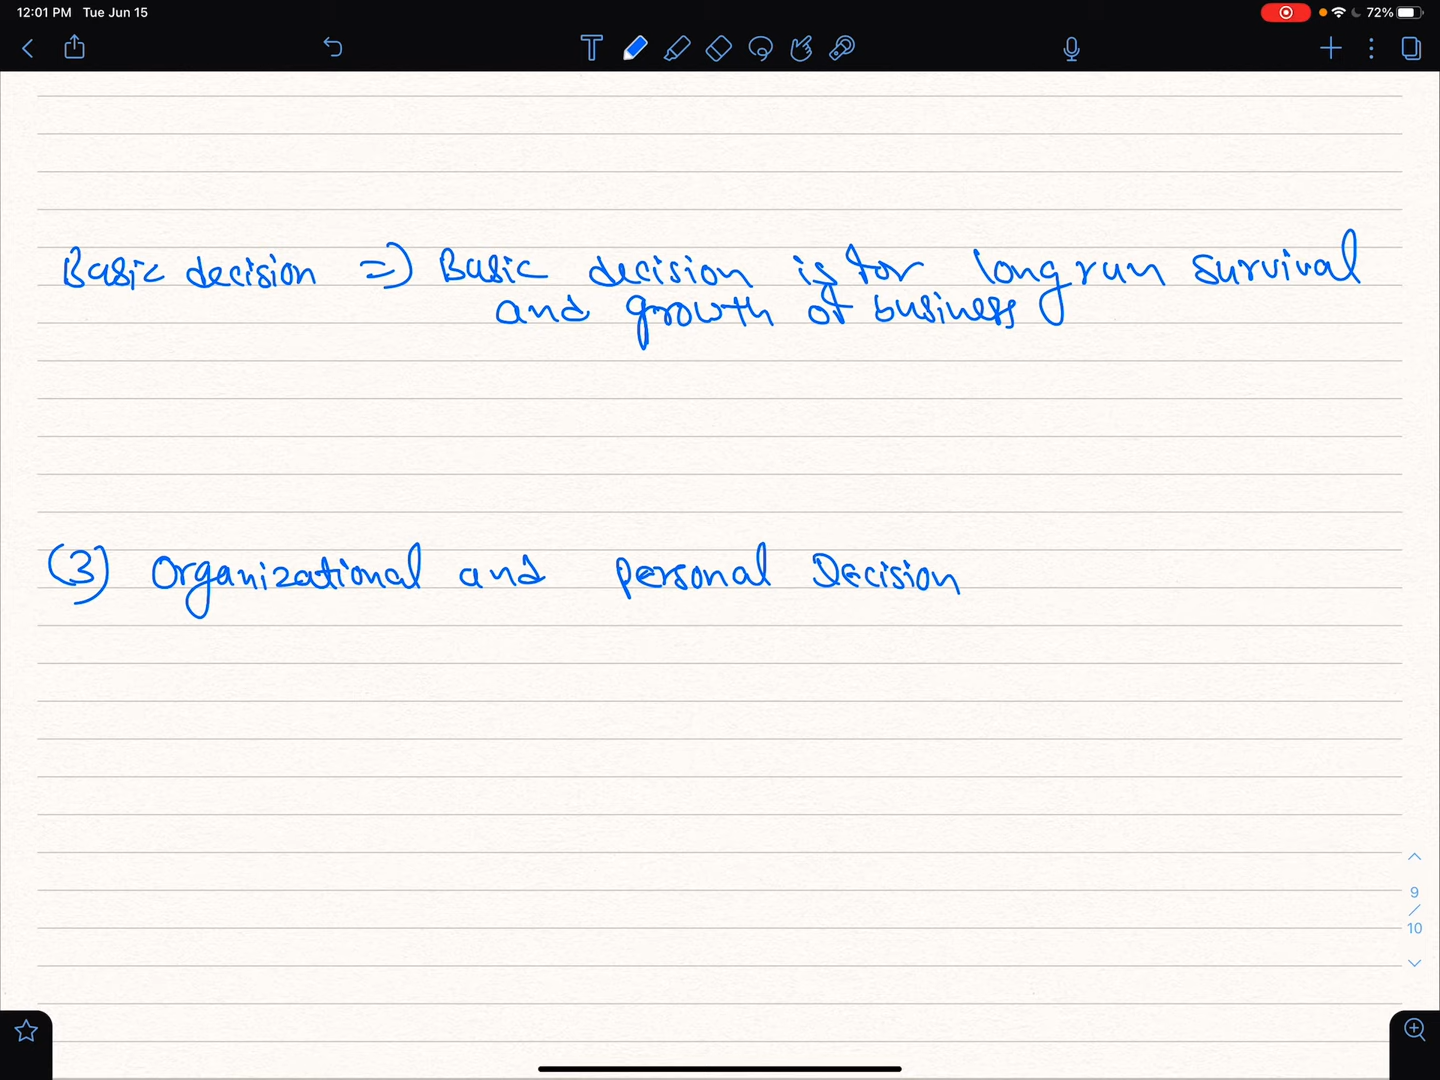 12:01 PM Tue Jun 15 72%
Basic decision => Basic decision is for long run survival
and growth of business
(3) Organizational and personal Decision
9
/
10